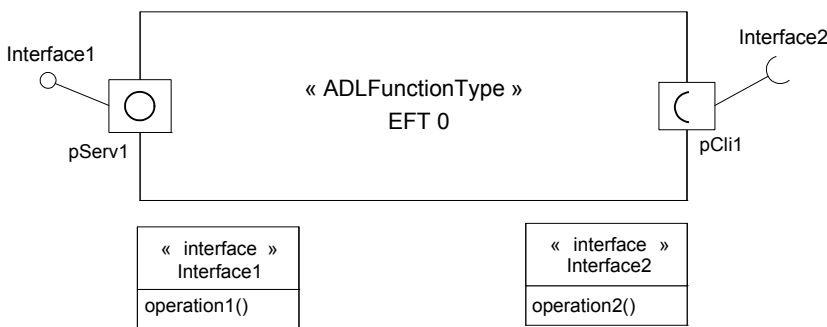 Interface1
Interface2
« ADLFunctionType »
EFT 0
pServ1
pCli1
« interface »
Interface1
operation1()
« interface »
Interface2
operation2()